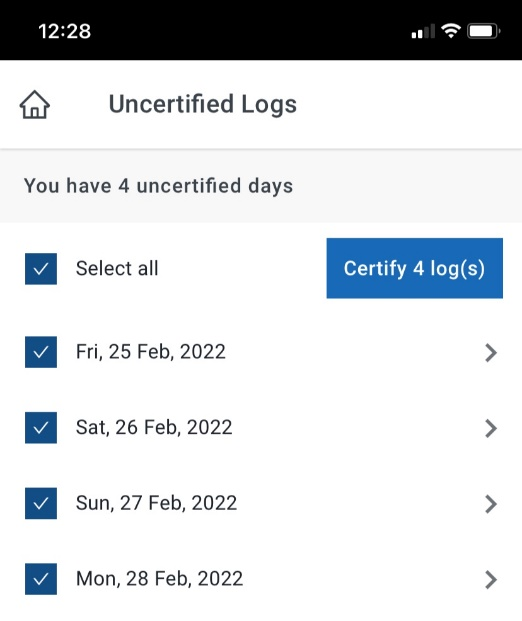 12:28
Uncertified Logs
You have 4 uncertified days
Select all
Certify 4 log(s)
Fri, 25 Feb, 2022
Sat, 26 Feb, 2022
Sun, 27 Feb, 2022
Mon, 28 Feb, 2022